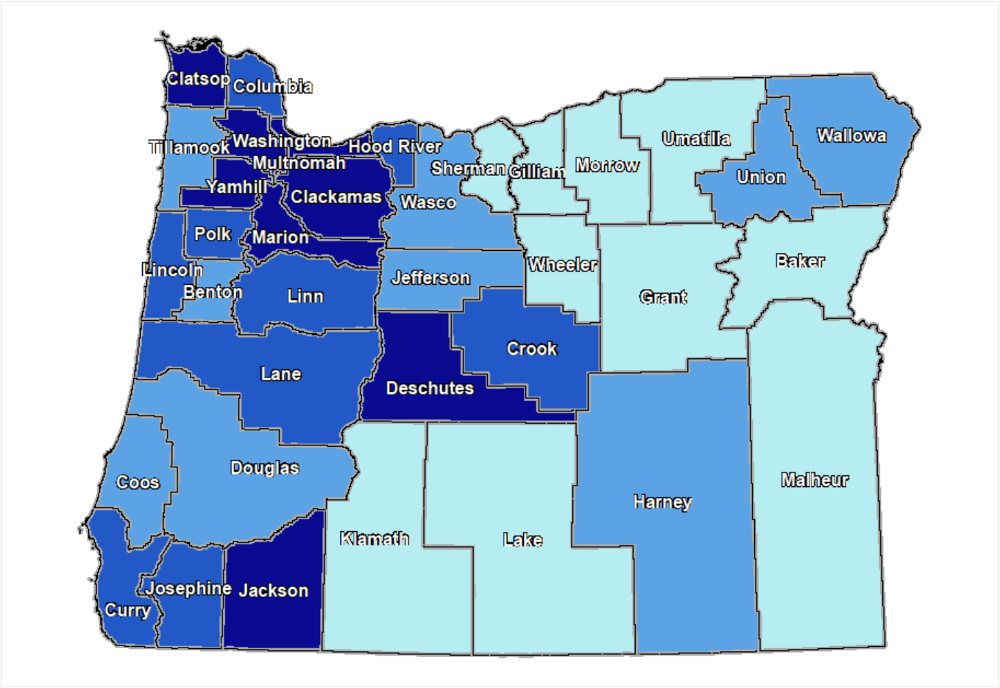 Clatsop
Columbia
Tillamook
Washington
Multnomah
Hood River
Yamhill
Clackamas
Wasco
Sherman
Gilliam
Morrow
Umatilla
Union
Wallowa
Polk
Marion
Lincoln
Benton
Linn
Jefferson
Wheeler
Grant
Baker
Lane
Deschutes
Crook
Coos
Douglas
Klamath
Lake
Harney
Malheur
Curry
Josephine
Jackson